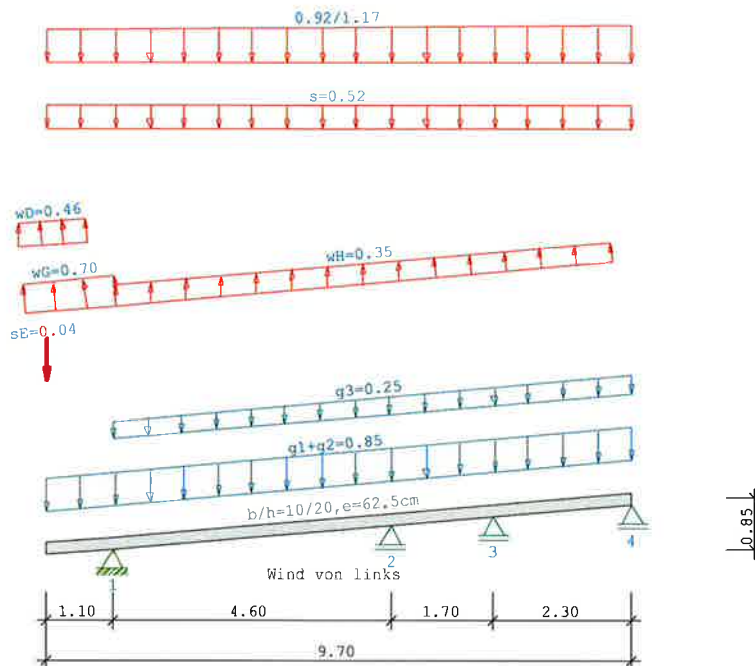 0.92/1.17
s=0.52
wD=0.46
wG=0.70
wH=0.35
sE=0.04
g3=0.25
g1+g2=0.85
b/h=10/20,e=62.5cm
1
2
3
4
0.85
Wind von links
1.10
4.60
1.70
2.30
9.70